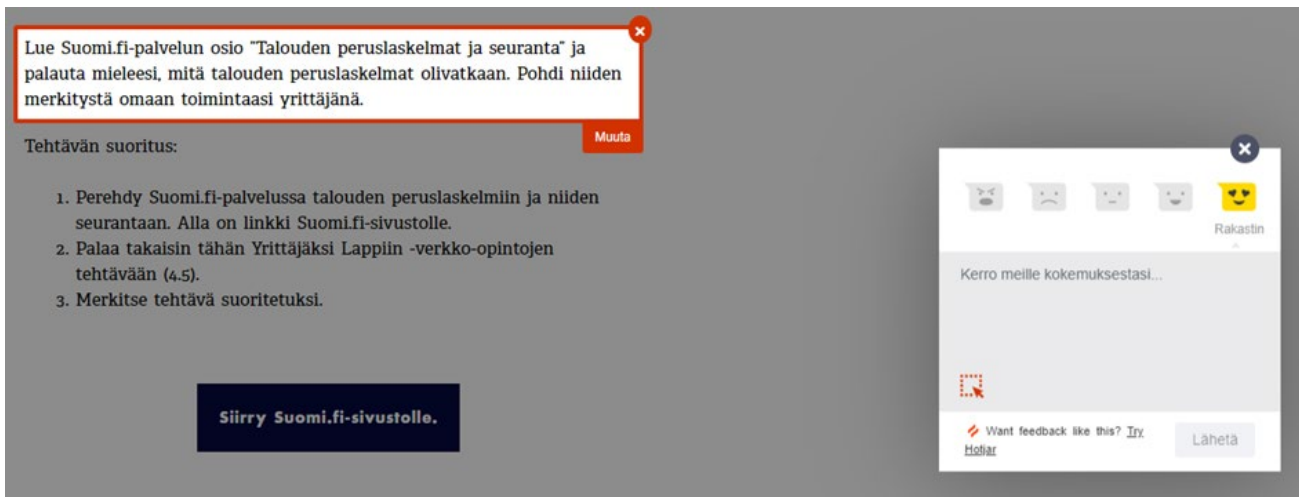 Lue Suomi.fi-palvelun osio "Talouden peruslaskelmat ja seuranta" ja
palauta mieleesi, mitä talouden peruslaskelmat olivatkaan. Pohdi niiden
merkitystä omaan toimintaasi yrittäjänä.
Muuta
Tehtävän suoritus:
1. Perehdy Suomi.fi-palvelussa talouden peruslaskelmiin ja niiden
seurantaan. Alla on linkki Suomi.fi-sivustolle.
2. Palaa takaisin tähän Yrittäjäksi Lappiin -verkko-opintojen
tehtävään (4.5).
3. Merkitse tehtävä suoritetuksi.
Siirry Suomi.fi-sivustolle.
Rakastin
Kerro meille kokemuksestasi...
Want feedback like this? Try
Hotjar
Lähetä